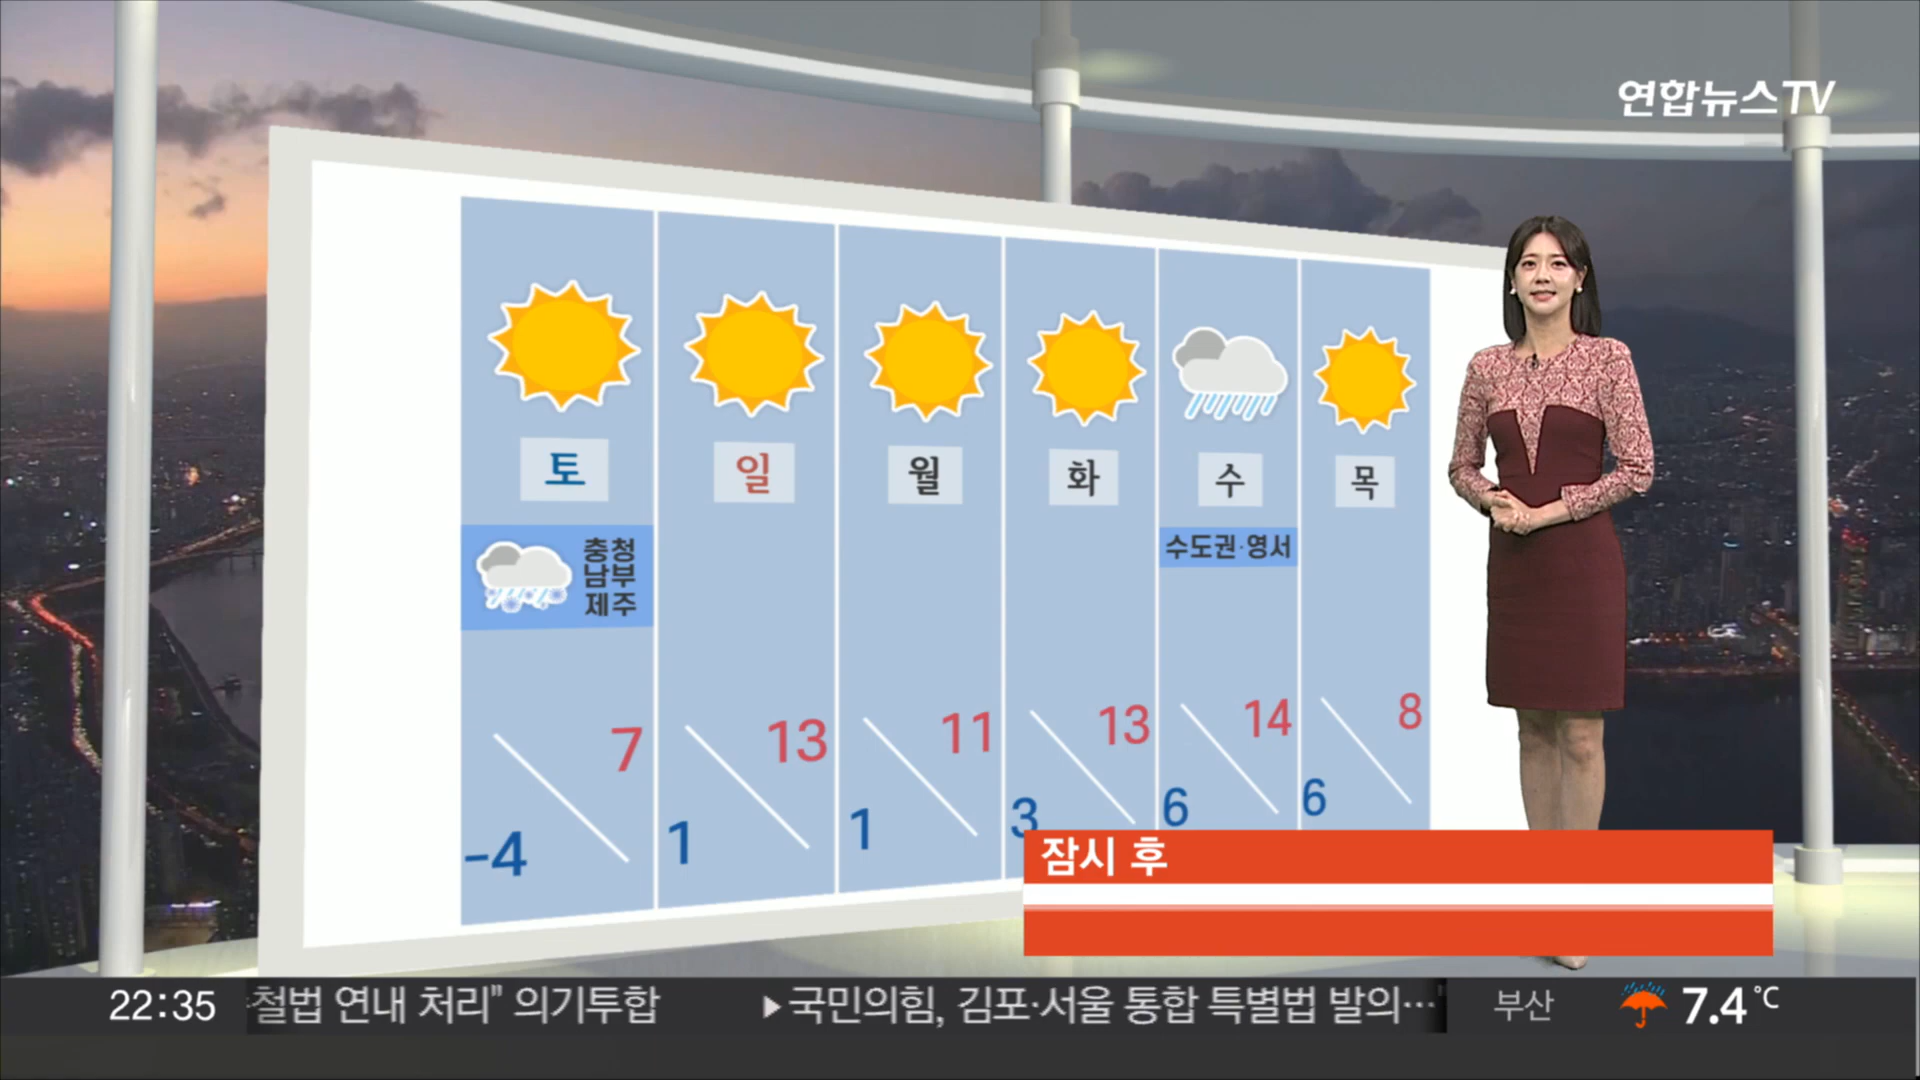 연합뉴스TV
토
일
월
화
수
목
충청
남부
제주
수도권·영서
7
13
11
13
14
8
-4
1
1
3
6
6
잠시 후
22:35
철법 연내 처리" 의기투합
▶국민의힘, 김포·서울 통합 특별법 발의…
부산
7.4℃